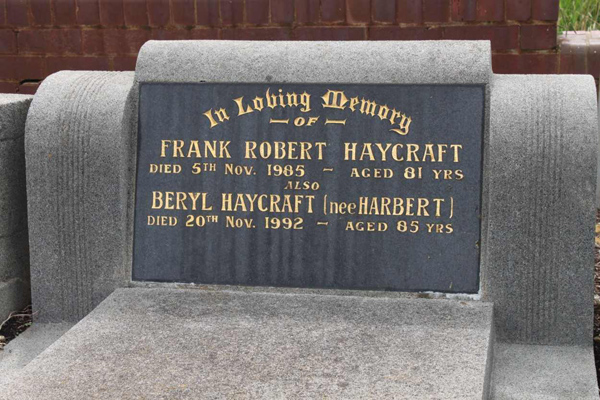 In Loving Memory
— OF —
FRANK ROBERT HAYCRAFT
DIED 5TH NOV. 1985 – AGED 81 YRS
ALSO
BERYL HAYCRAFT (nee HARBERT)
DIED 20TH NOV. 1992 – AGED 85 YRS